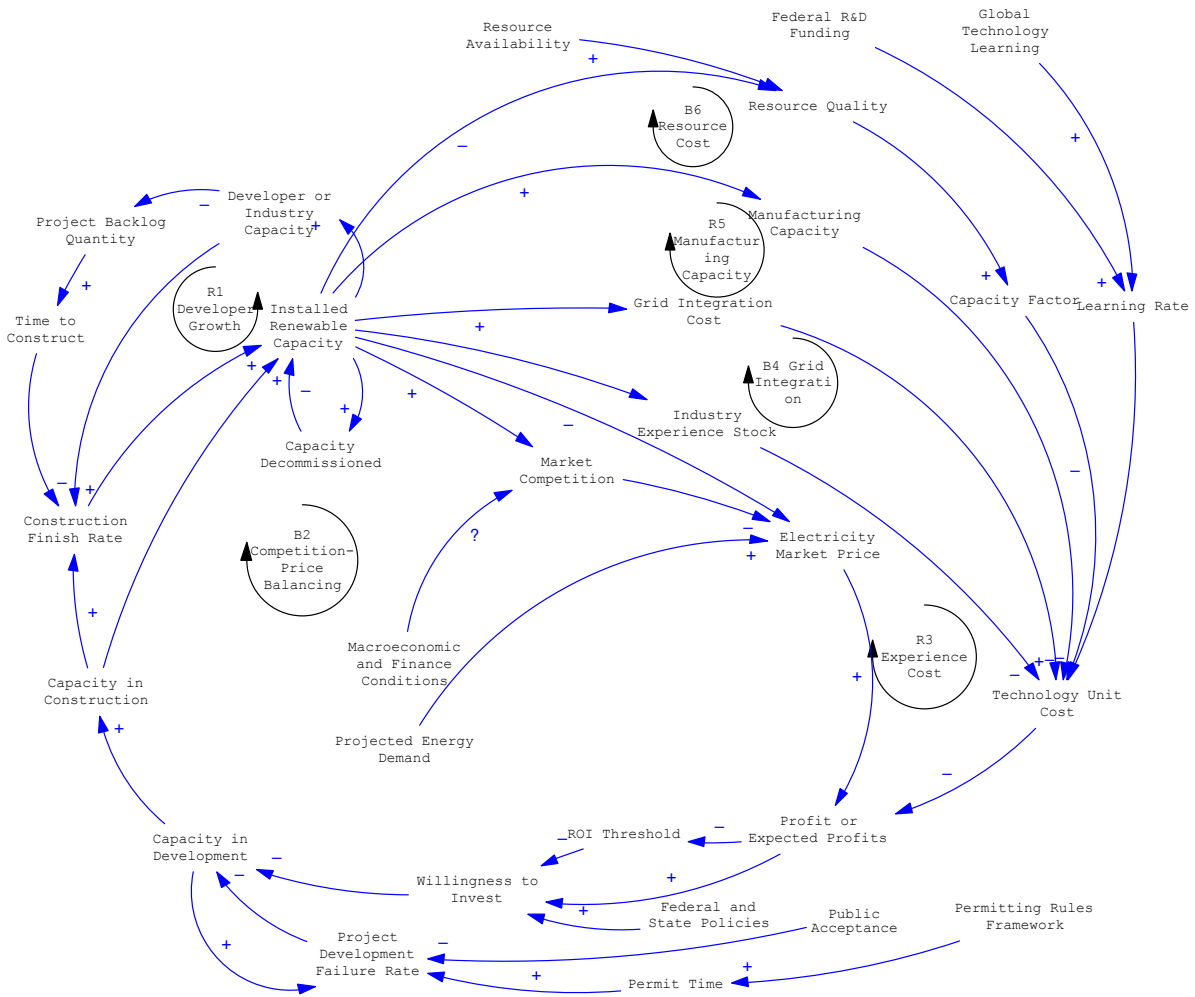 Resource
Availability
Federal R&D
Funding
Global
Technology
Learning
+
Resource Quality
B6
Resource
Cost
+
–
Developer or
Industry
Capacity
–
+
+
Project Backlog
Quantity
Manufacturing
Capacity
R5
Manufactur
ing
Capacity
+
+
+
R1
Developer
Growth
Time to
Construct
Installed
Renewable
Capacity
Grid Integration
Cost
Capacity Factor
Learning Rate
+
B4 Grid
Integrati
on
+
+
–
+
+
–
Capacity
Decommissioned
Industry
Experience Stock
Market
Competition
–
–
+
Construction
Finish Rate
B2
Competition-
Price
Balancing
?
–
+
Electricity
Market Price
+
Macroeconomic
and Finance
Conditions
R3
Experience
Cost
+
–
+
–
–
Capacity in
Construction
Technology Unit
Cost
+
Projected Energy
Demand
–
Capacity in
Development
Profit or
Expected Profits
–
ROI Threshold
–
–
–
+
Willingness to
Invest
+
Federal and
State Policies
Public
Acceptance
Permitting Rules
Framework
+
Project
Development
Failure Rate
–
+
Permit Time
+